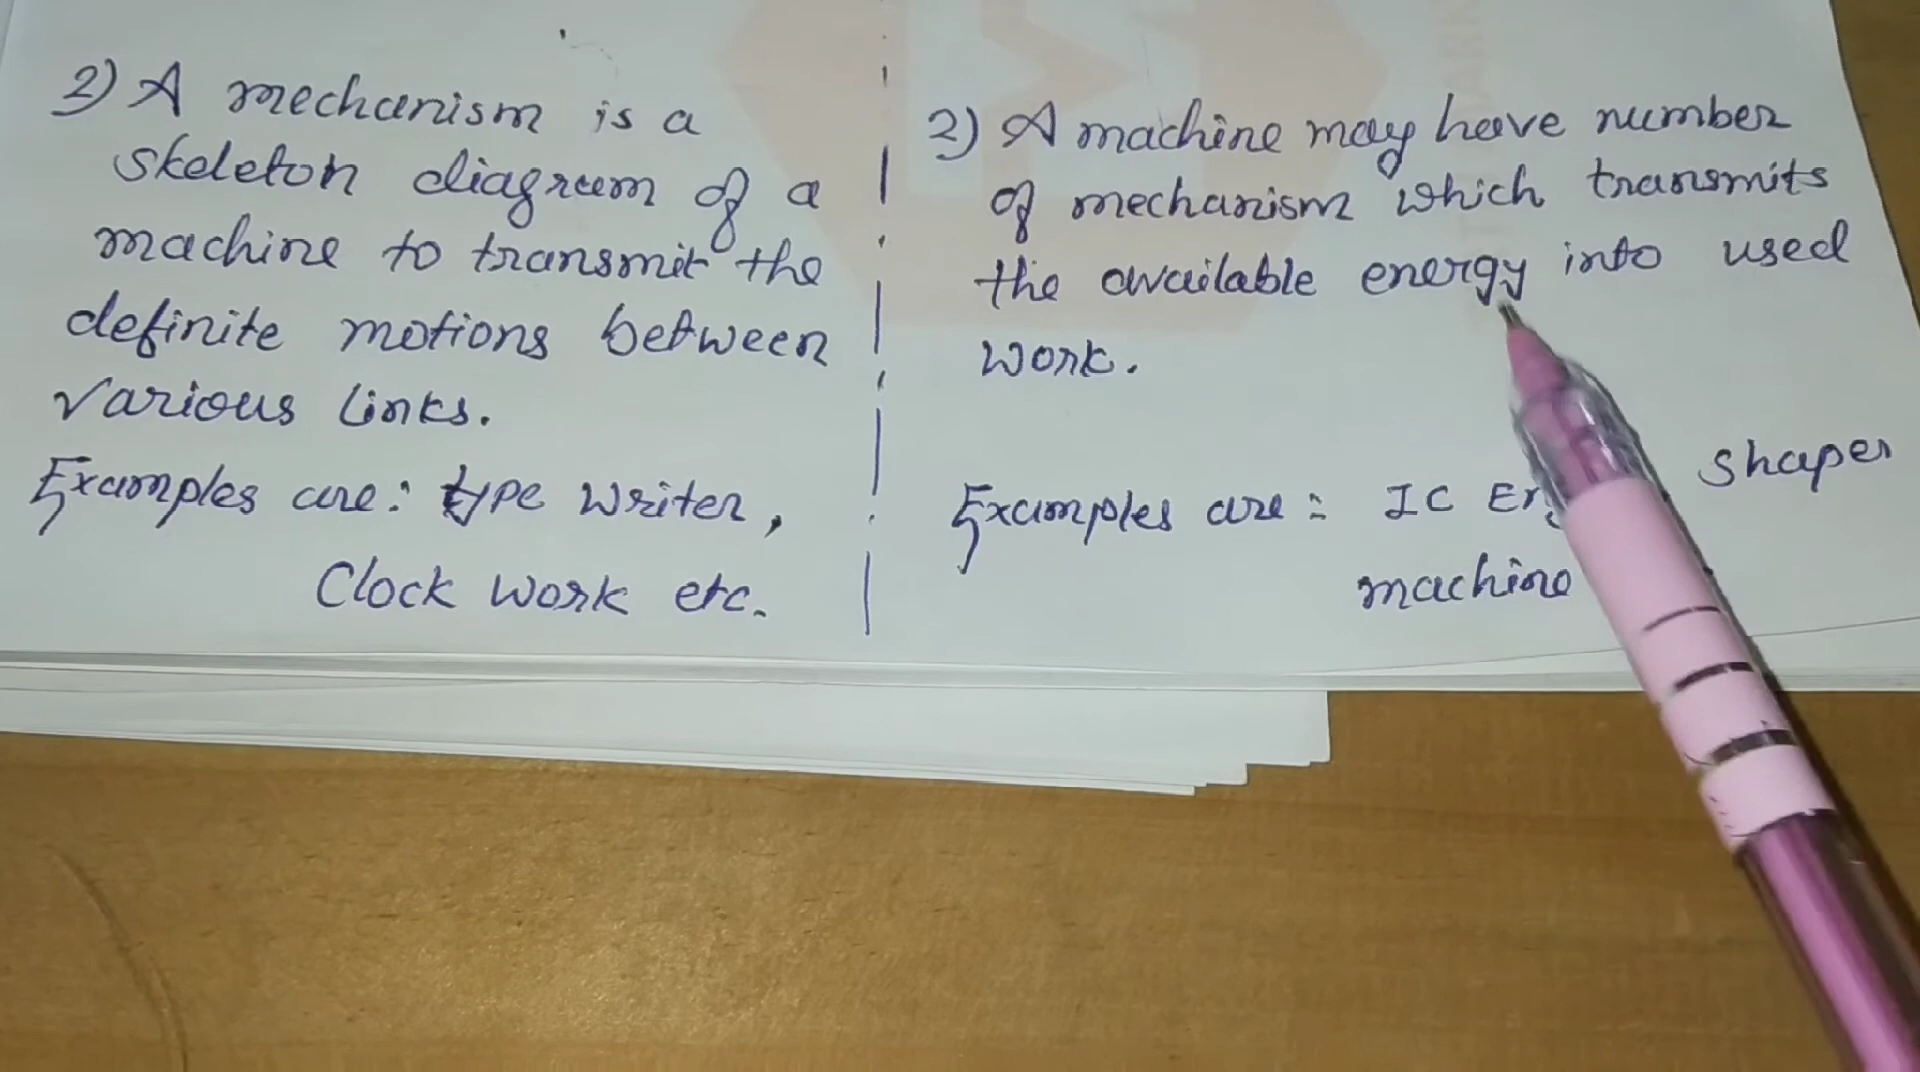 2) A mechanism is a
skeleton diagram of a
machine to transmit the
definite motions between
various links.
Examples are: type writer,
Clock work etc.
2) A machine may have number
of mechanism which transmits
the available energy into used
work.
Examples are: IC shaper
machine